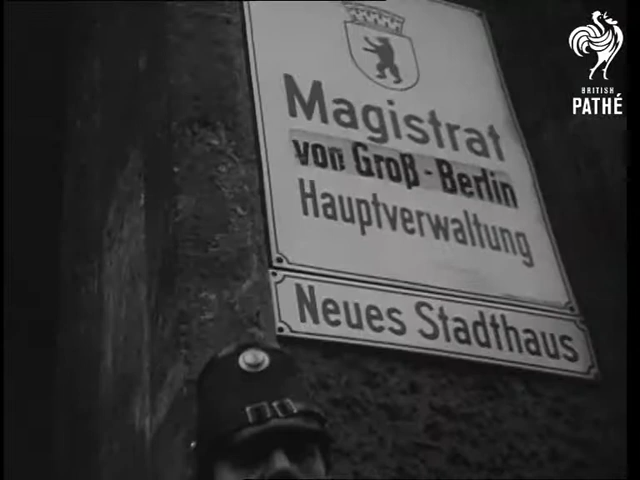 BRITISH
PATHÉ
Magistrat
von Groß-Berlin
Hauptverwaltung
Neues Stadthaus